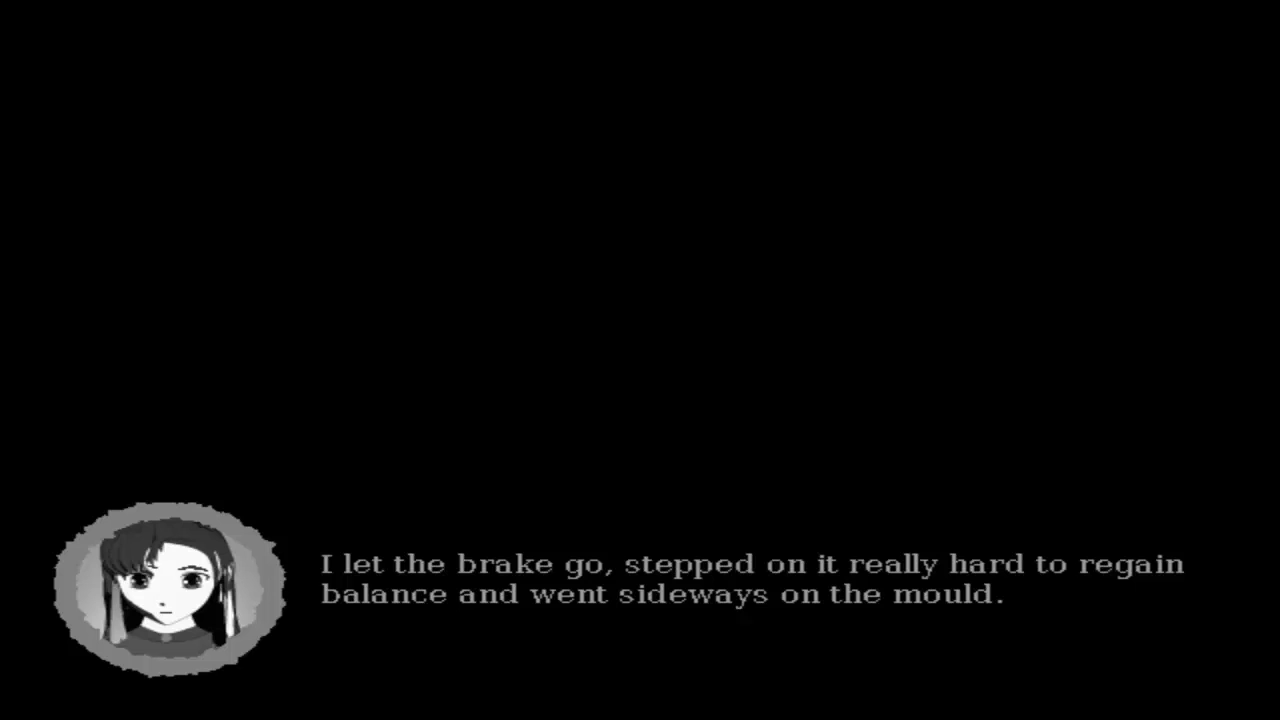 I let the brake go, stepped on it really hard to regain
balance and went sideways on the mould.